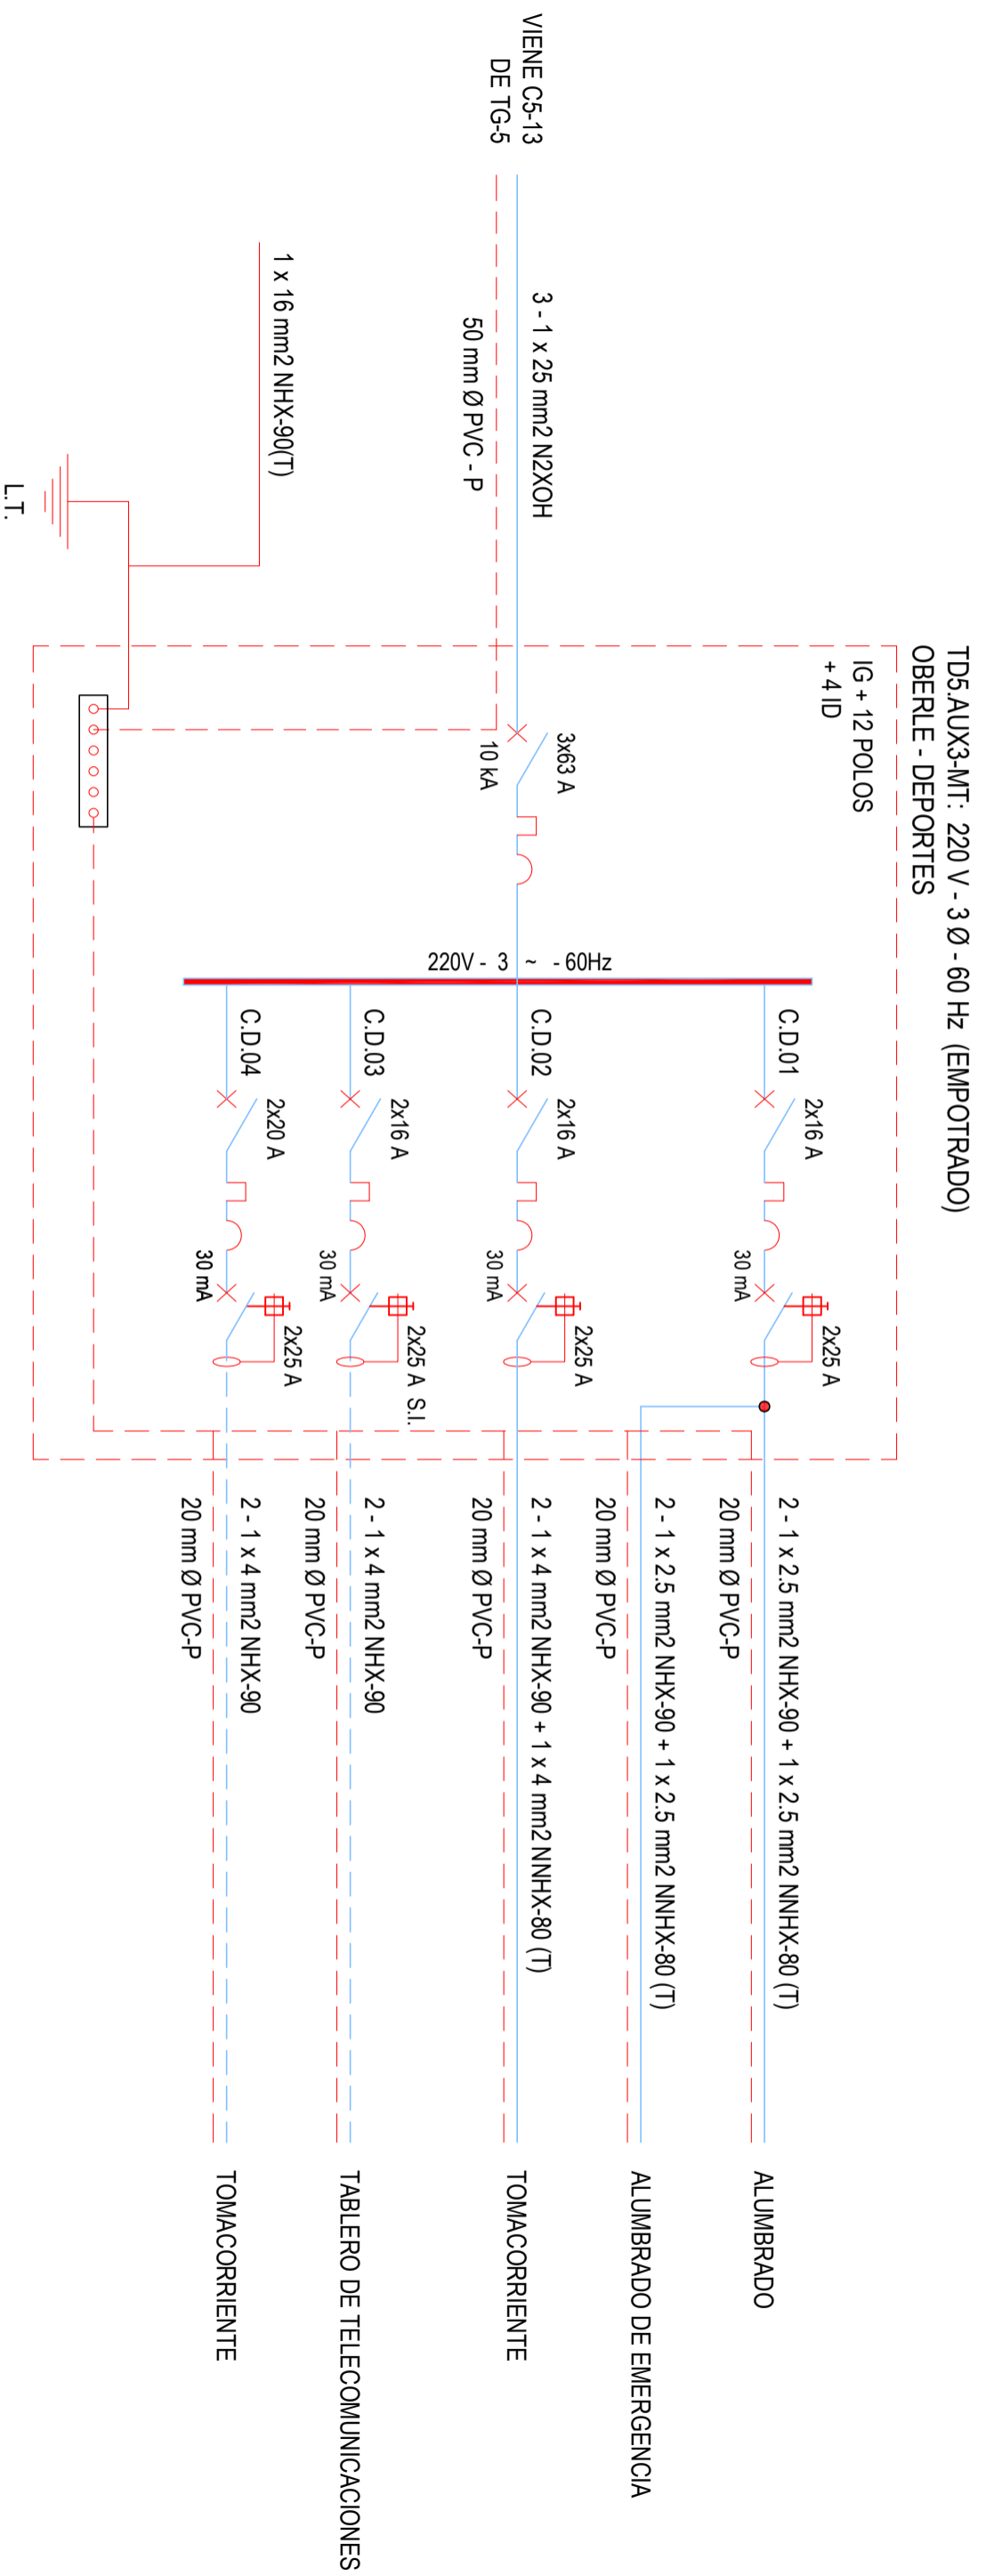 TD5.AUX3-MT: 220 V - 3 Ø - 60 Hz (EMPOTRADO)
OBERLE - DEPORTES
IG + 12 POLOS
+ 4 ID
VIENE C5-13
DE TG-5
3 - 1 x 25 mm2 N2XOH
50 mm Ø PVC - P
1 x 16 mm2 NHX-90(T)
L.T.
3x63 A
10 kA
220V - 3 ~ - 60Hz
C.D.01
2x16 A
30 mA
2x25 A
2 - 1 x 2.5 mm2 NHX-90 + 1 x 2.5 mm2 NNHX-80 (T)
20 mm Ø PVC-P
ALUMBRADO
2 - 1 x 2.5 mm2 NHX-90 + 1 x 2.5 mm2 NNHX-80 (T)
20 mm Ø PVC-P
ALUMBRADO DE EMERGENCIA
C.D.02
2x16 A
30 mA
2x25 A
2 - 1 x 4 mm2 NHX-90 + 1 x 4 mm2 NNHX-80 (T)
20 mm Ø PVC-P
TOMACORRIENTE
C.D.03
2x16 A
30 mA
2x25 A S.I.
2 - 1 x 4 mm2 NHX-90
20 mm Ø PVC-P
TABLERO DE TELECOMUNICACIONES
C.D.04
2x20 A
30 mA
2x25 A
2 - 1 x 4 mm2 NHX-90
20 mm Ø PVC-P
TOMACORRIENTE